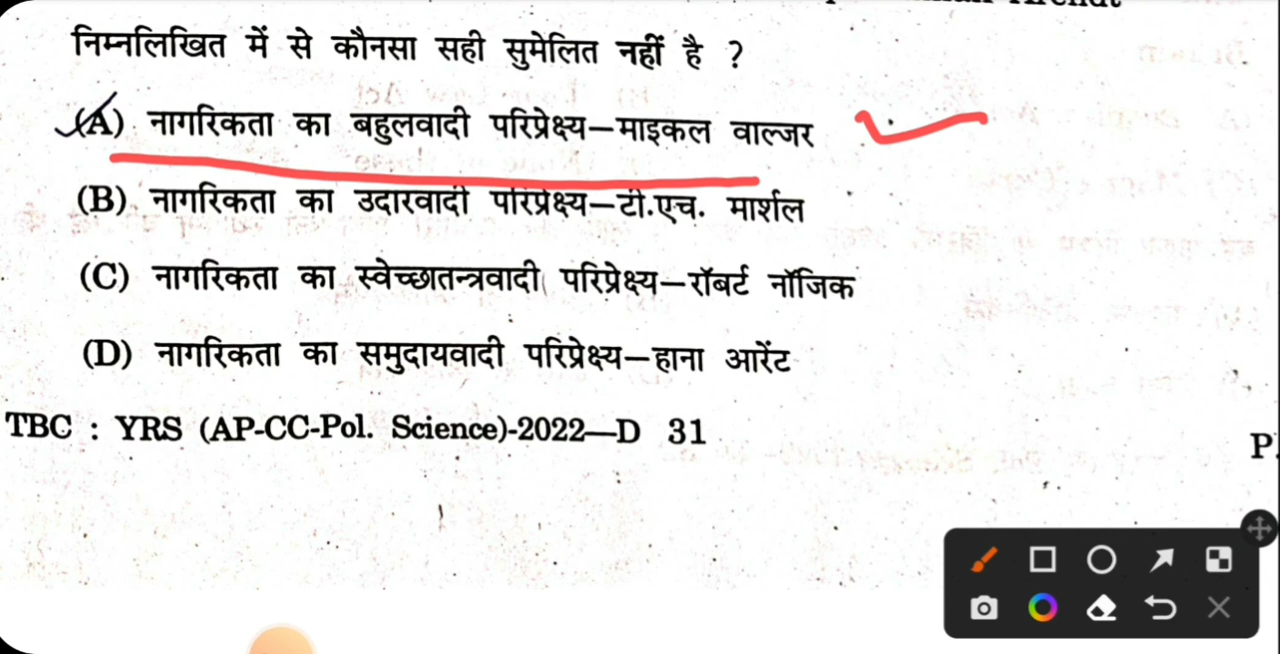 निम्नलिखित में से कौनसा सही सुमेलित नहीं है ?
(A) नागरिकता का बहुलवादी परिप्रेक्ष्य—माइकल वाल्जर
(B) नागरिकता का उदारवादी परिप्रेक्ष्य—टी.एच. मार्शल
(C) नागरिकता का स्वेच्छातन्त्रवादी परिप्रेक्ष्य—रॉबर्ट नॉजिक
(D) नागरिकता का समुदायवादी परिप्रेक्ष्य—हाना आरेंट
TBC : YRS (AP-CC-Pol. Science)-2022—D 31